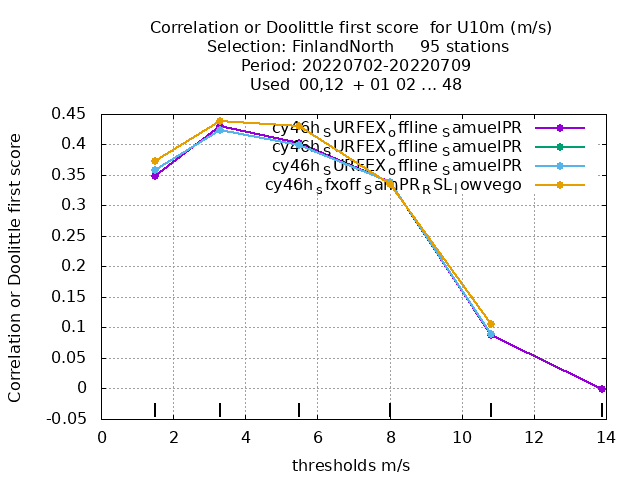 Correlation or Doolittle first score  for U10m (m/s)
Selection: FinlandNorth     95 stations
Period: 20220702-20220709
Used  00,12  + 01 02 ... 48
Correlation or Doolittle first score
0.45
0.4
0.35
0.3
0.25
0.2
0.15
0.1
0.05
0
-0.05
cy46h_SURFEX_offline_SamuelPR
cy46h_SURFEX_offline_SamuelPR
cy46h_SURFEX_offline_SamuelPR
cy46h_sfxoff_SamPR_RSL_lowvego
0 2 4 6 8 10 12 14
thresholds m/s